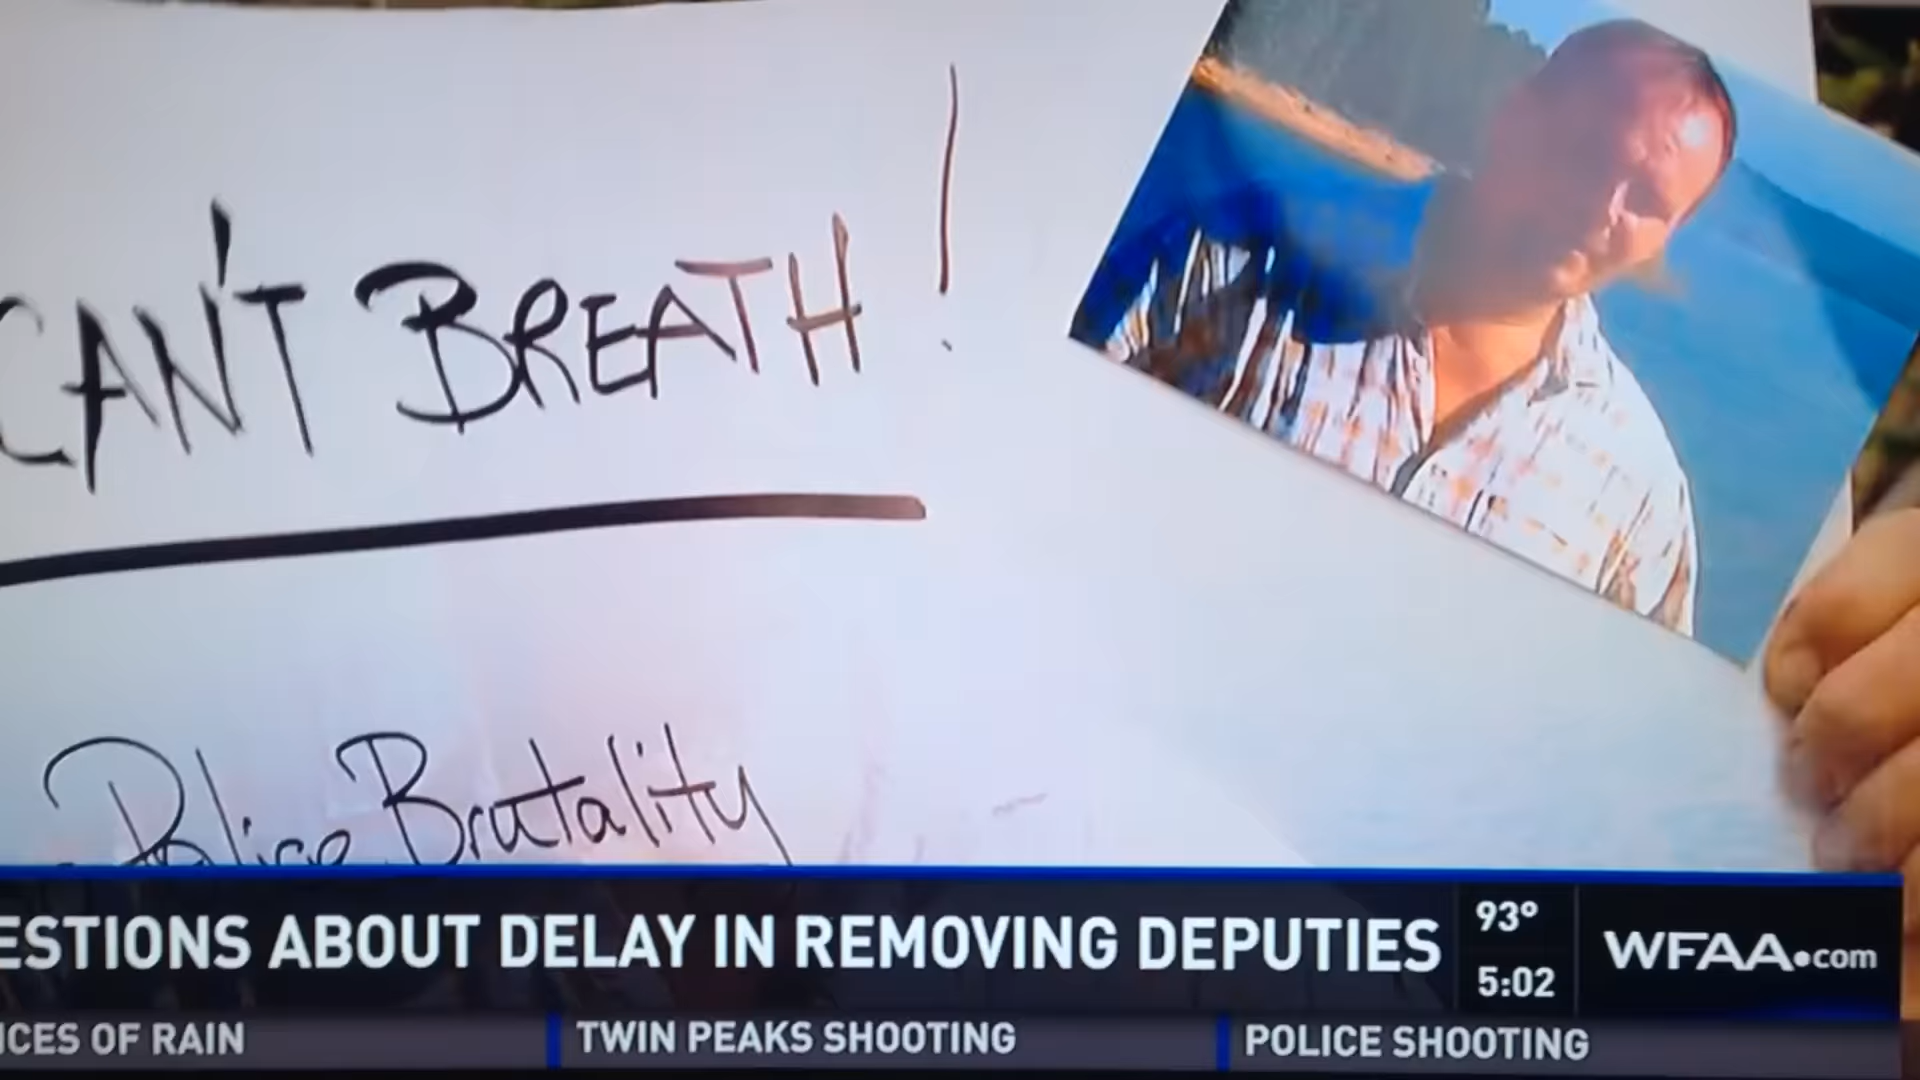 CAN'T BREATH!
Police Brutality
ESTIONS ABOUT DELAY IN REMOVING DEPUTIES
93°
5:02
WFAA.com
ICES OF RAIN
TWIN PEAKS SHOOTING
POLICE SHOOTING